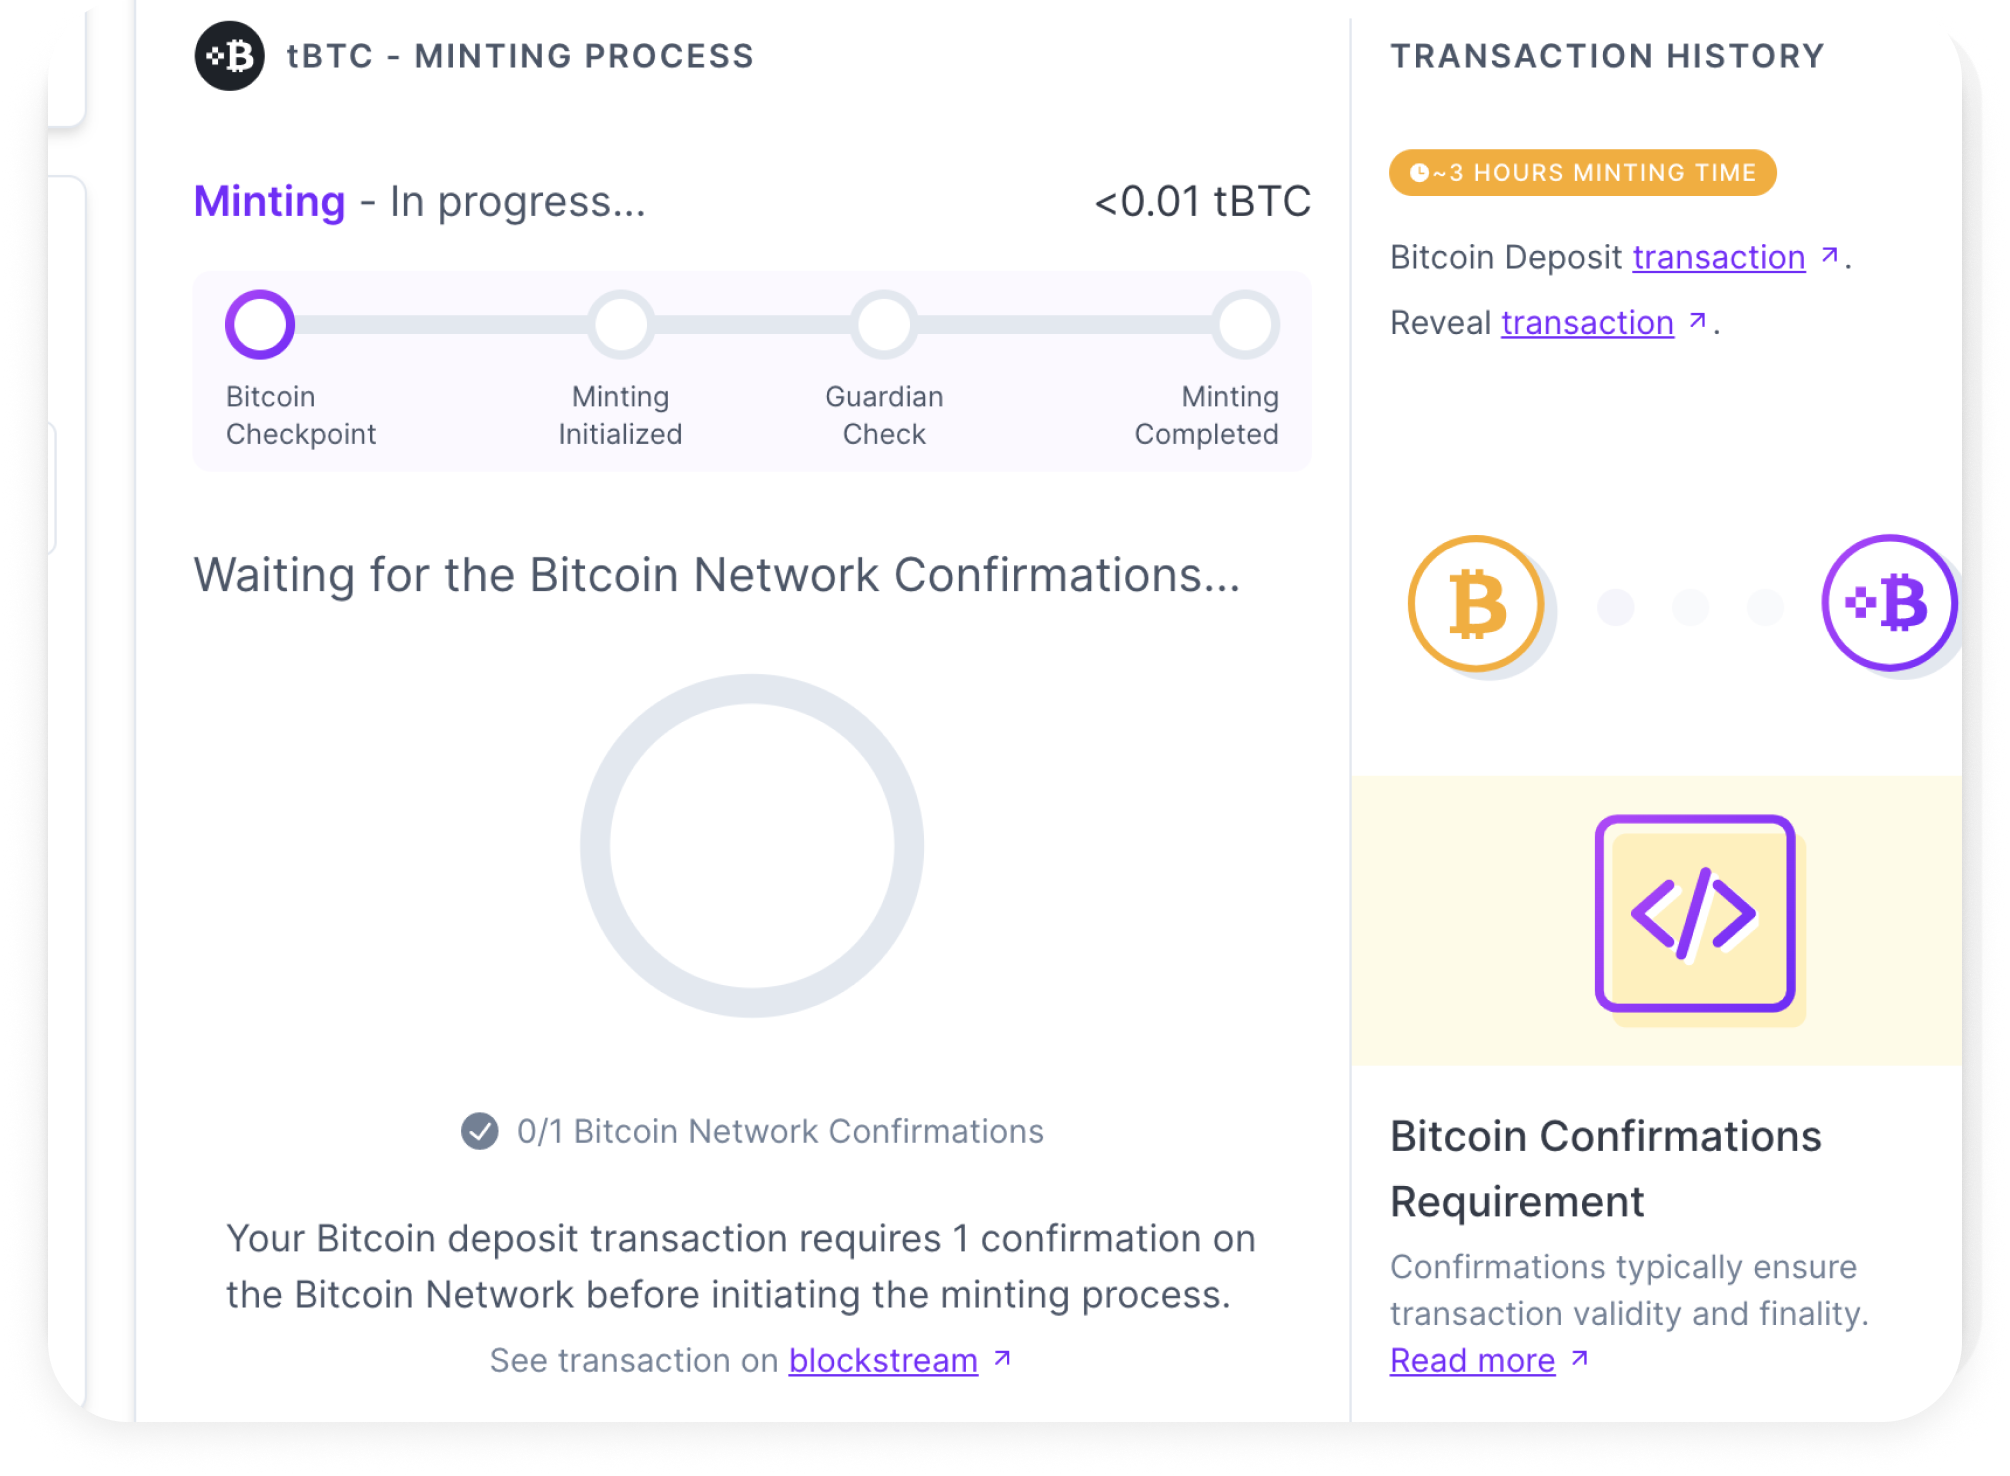 tBTC - MINTING PROCESS
Minting - In progress...
<0.01 tBTC
Bitcoin
Checkpoint
Minting
Initialized
Guardian
Check
Minting
Completed
Waiting for the Bitcoin Network Confirmations...
0/1 Bitcoin Network Confirmations
Your Bitcoin deposit transaction requires 1 confirmation on
the Bitcoin Network before initiating the minting process.
See transaction on blockstream ↗
TRANSACTION HISTORY
~3 HOURS MINTING TIME
Bitcoin Deposit transaction ↗.
Reveal transaction ↗.
Bitcoin Confirmations
Requirement
Confirmations typically ensure
transaction validity and finality.
Read more ↗